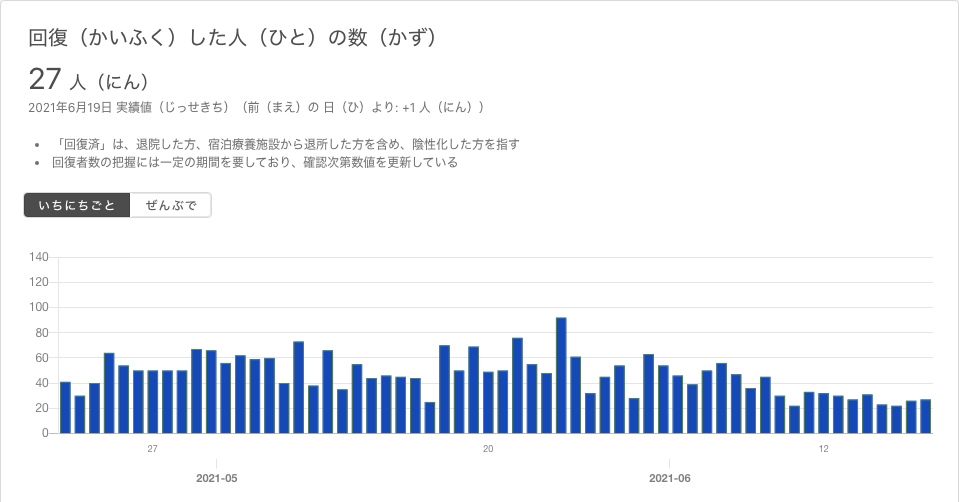 回復（かいふく）した人（ひと）の数（かず）
27 人（にん）
2021年6月19日 実績値（じっせきち）（前（まえ）の 日（ひ）より: +1 人（にん））
• 「回復済」は、退院した方、宿泊療養施設から退所した方を含め、陰性化した方を指す
• 回復者数の把握には一定の期間を要しており、確認次第数値を更新している
いちにちごと ぜんぶで
140
120
100
80
60
40
20
0
27 20 12
2021-05 2021-06